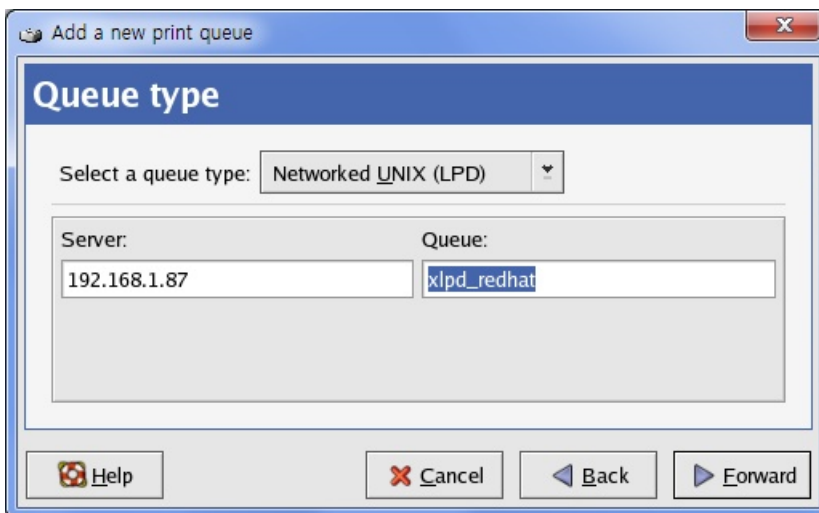 Add a new print queue
Queue type
Select a queue type: Networked UNIX (LPD)
Server: Queue:
192.168.1.87 xlpd_redhat
Help Cancel Back Forward